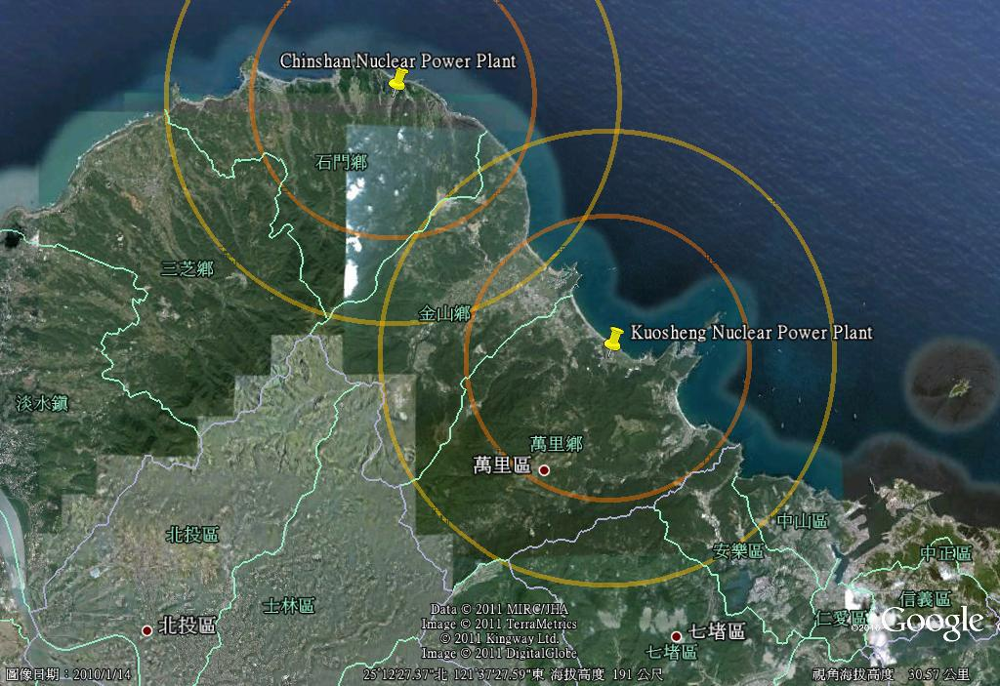 Chinshan Nuclear Power Plant
石門鄉
三芝鄉
金山鄉
Kuosheng Nuclear Power Plant
淡水鎮
萬里鄉
萬里區
中山區
北投區
安樂區
中正區
士林區
信義區
仁愛區
©2010 Google
北投區
七堵區
七堵區
Data © 2011 MIRC/JHA
Image © 2011 TerraMetrics
© 2011 Kingway Ltd.
Image © 2011 DigitalGlobe
圖像日期：2010/1/14
25°12'27.37"北 121°37'27.59"東 海拔高度 191 公尺
視角海拔高度 30.57 公里